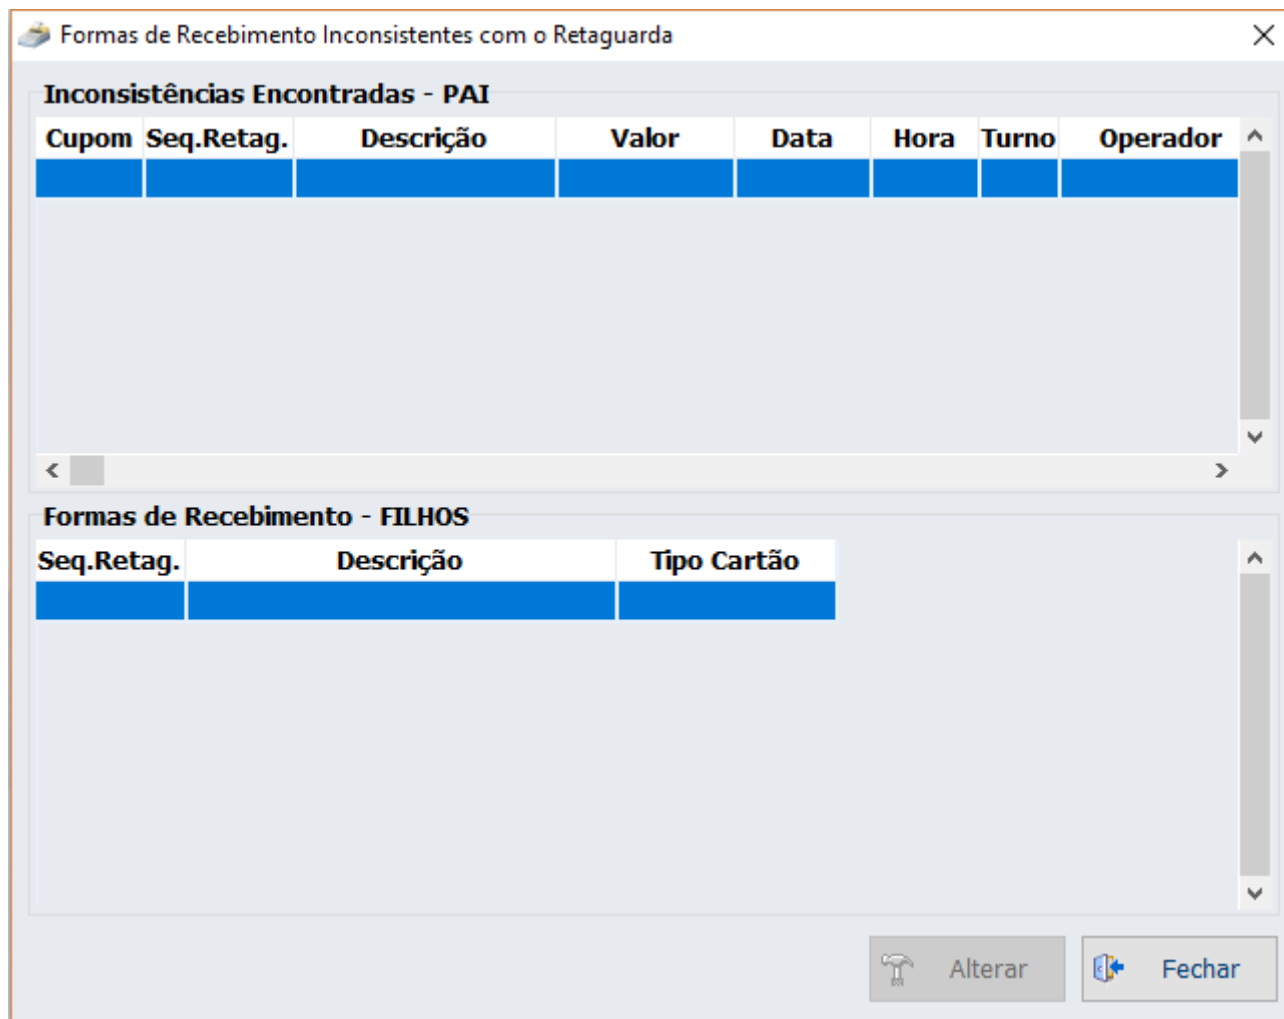 Formas de Recebimento Inconsistentes com o Retaguarda
Inconsistências Encontradas - PAI
Cupom Seq.Retag. Descrição Valor Data Hora Turno Operador
Formas de Recebimento - FILHOS
Seq.Retag. Descrição Tipo Cartão
Alterar Fechar